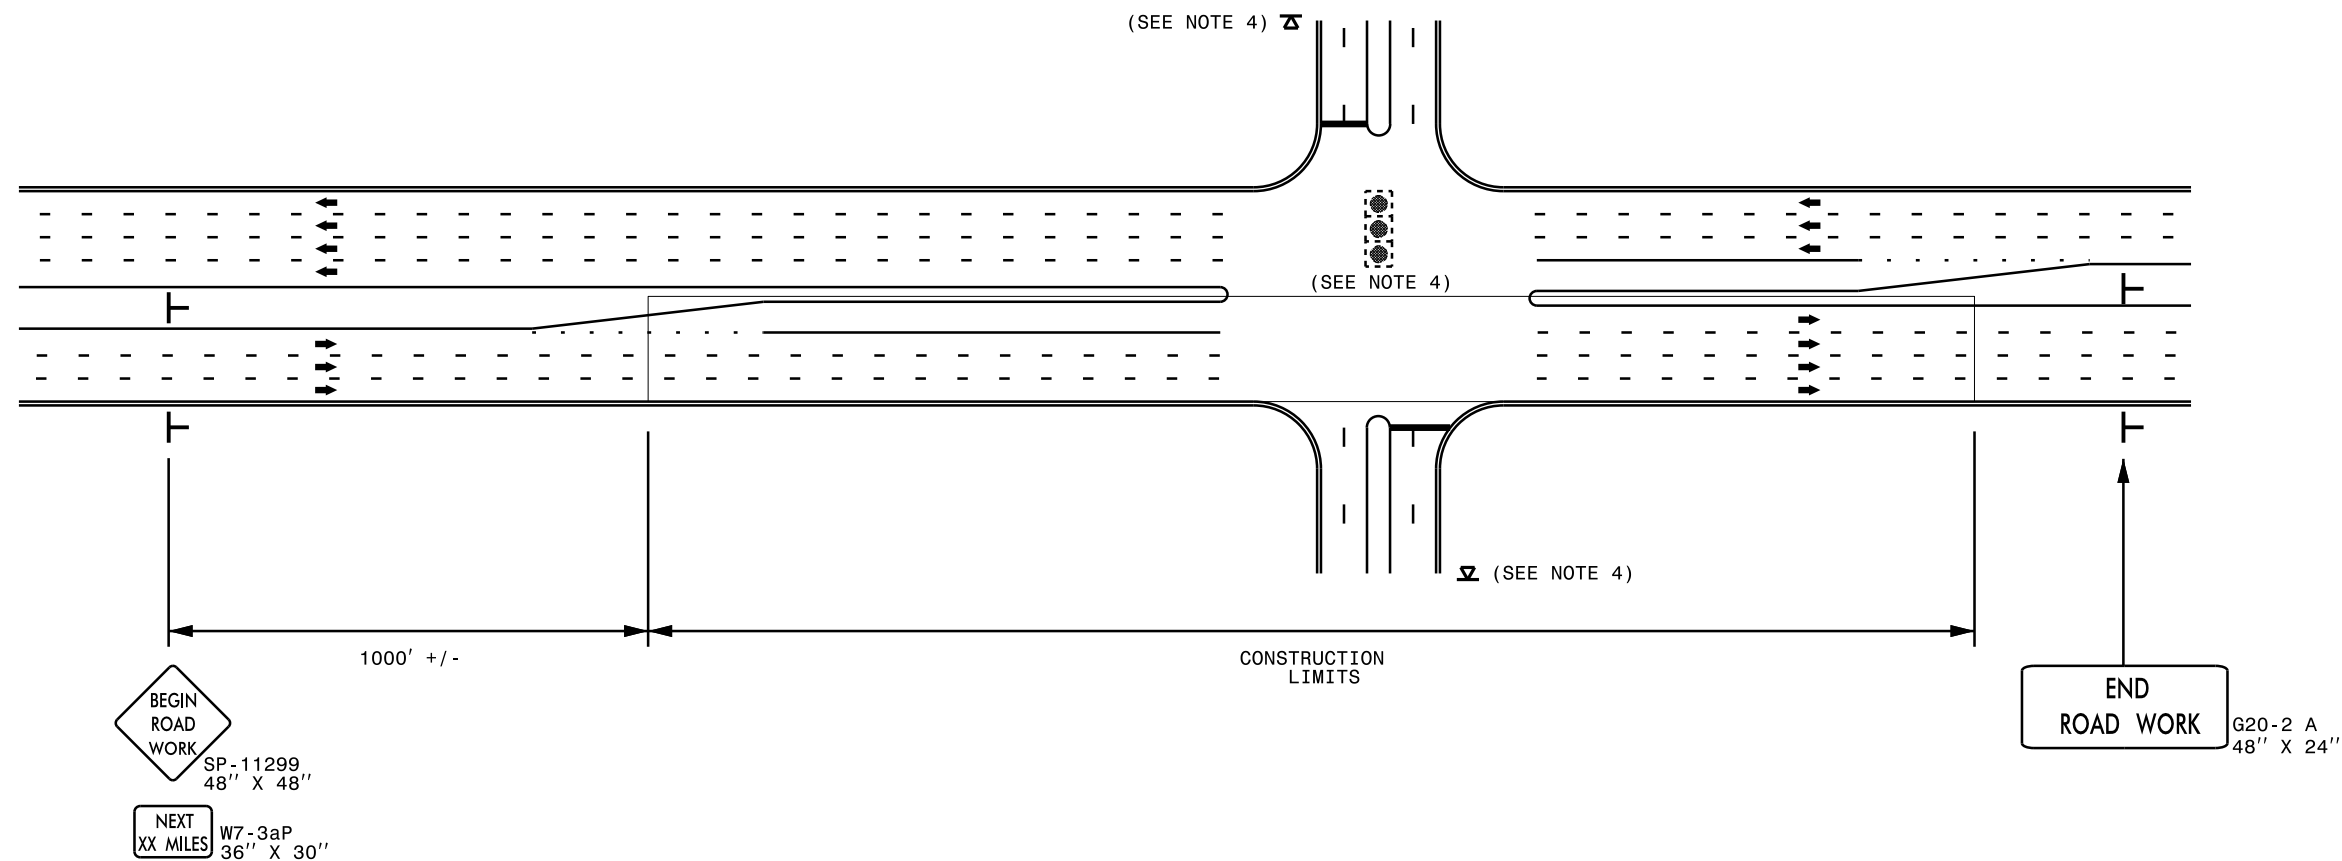 (SEE NOTE 4)
(SEE NOTE 4)
(SEE NOTE 4)
1000' +/-
CONSTRUCTION
LIMITS
BEGIN
ROAD
WORK
SP-11299
48'' X 48''
NEXT
XX MILES
W7-3aP
36'' X 30''
END
ROAD WORK
G20-2 A
48'' X 24''